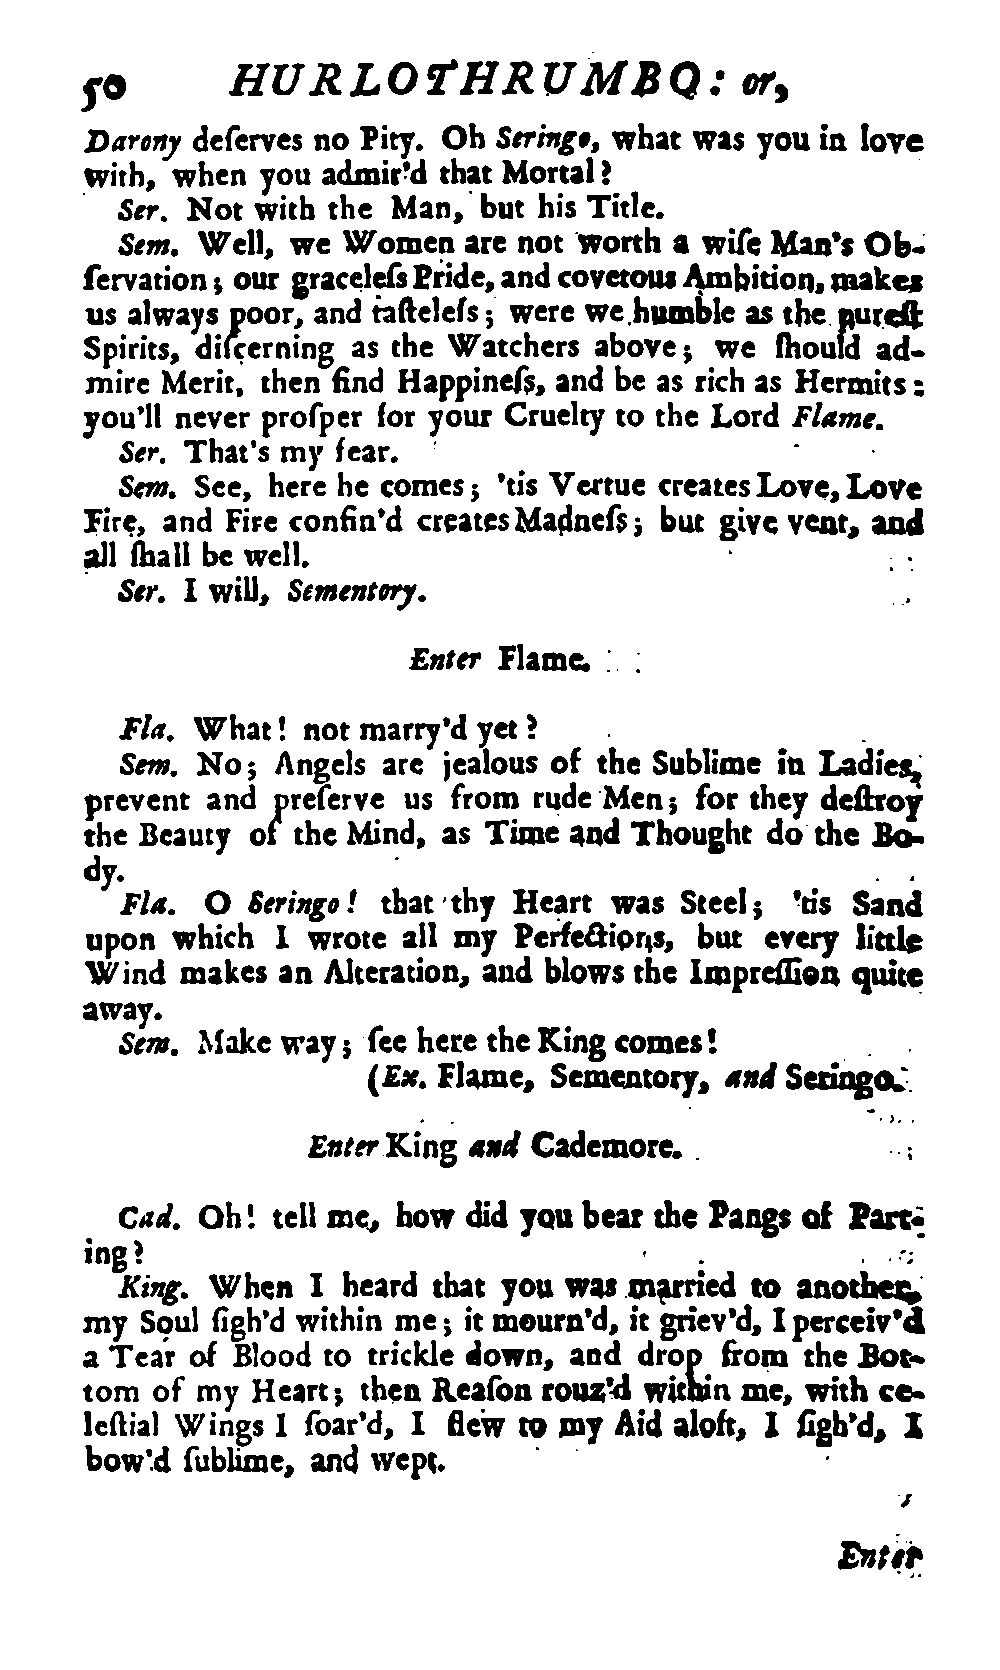 50 HURLOTHRUMBO: or,
Darony deſerves no Pity. Oh Seringo, what was you in love
with, when you admir'd that Mortal?
Ser. Not with the Man, but his Title.
Sem. Well, we Women are not worth a wiſe Man's Ob-
ſervation; our graceleſs Pride, and covetous Ambition, makes
us always poor, and taſteleſs; were we humble as the pureſt
Spirits, diſcerning as the Watchers above; we ſhould ad-
mire Merit, then find Happineſs, and be as rich as Hermits:
you'll never proſper for your Cruelty to the Lord Flame.
Ser. That's my fear.
Sem. See, here he comes; 'tis Vertue creates Love, Love
Fire, and Fire confin'd creates Madneſs; but give vent, and
all ſhall be well.
Ser. I will, Sementory.
Enter Flame.
Fla. What! not marry'd yet?
Sem. No; Angels are jealous of the Sublime in Ladies,
prevent and preſerve us from rude Men; for they deſtroy
the Beauty of the Mind, as Time and Thought do the Bo-
dy.
Fla. O Seringo! that thy Heart was Steel; 'tis Sand
upon which I wrote all my Perfections, but every little
Wind makes an Alteration, and blows the Impreſſion quite
away.
Sem. Make way; ſee here the King comes!
(Ex. Flame, Sementory, and Seringo.
Enter King and Cademore.
Cad. Oh! tell me, how did you bear the Pangs of Part-
ing?
King. When I heard that you was married to another,
my Soul ſigh'd within me; it mourn'd, it griev'd, I perceiv'd
a Tear of Blood to trickle down, and drop from the Bot-
tom of my Heart; then Reaſon rouz'd within me, with ce-
leſtial Wings I ſoar'd, I flew to my Aid aloft, I ſigh'd, I
bow'd ſublime, and wept.
Enter